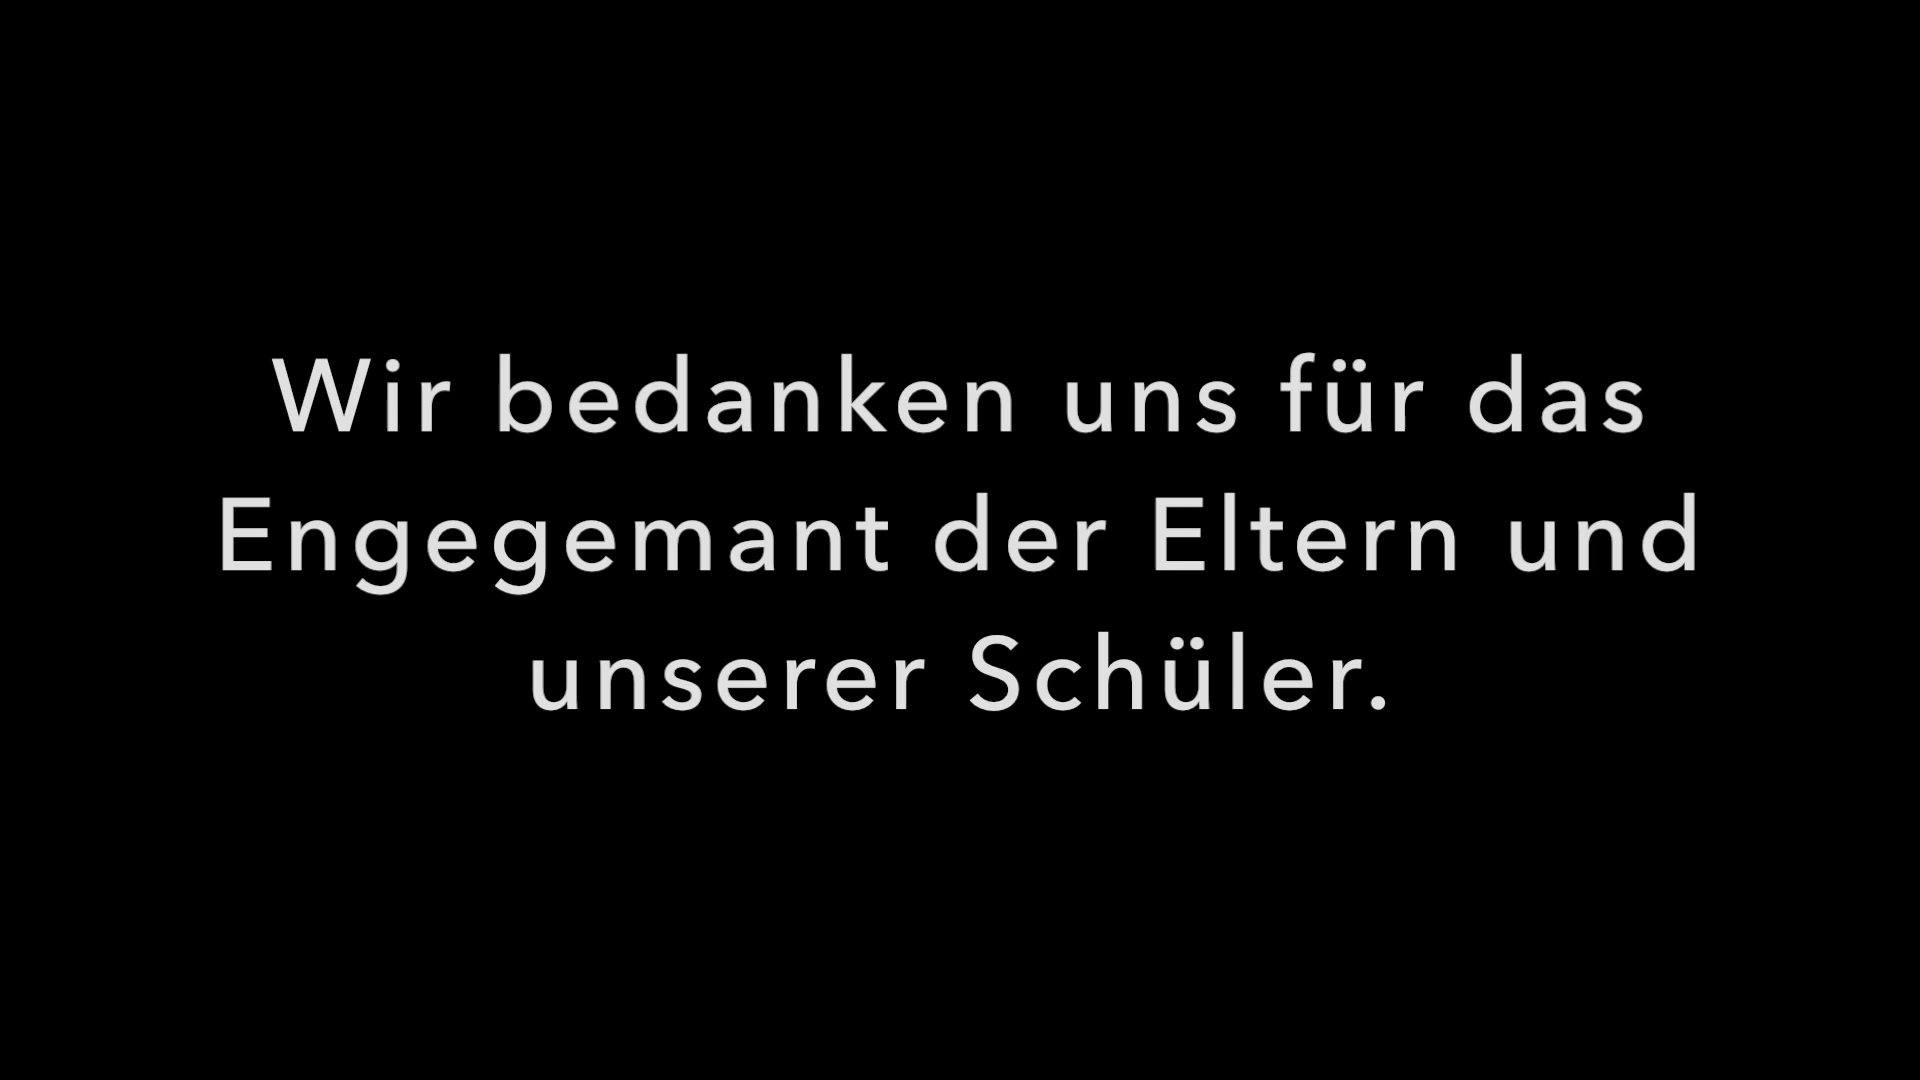 Wir bedanken uns für das
Engegemant der Eltern und
unserer Schüler.